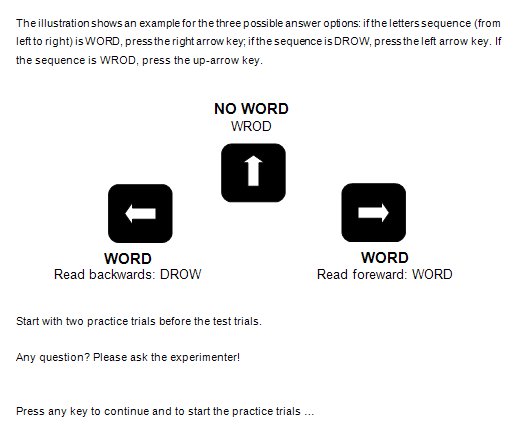 The illustration shows an example for the three possible answer options: if the letters sequence (from
left to right) is WORD, press the right arrow key; if the sequence is DROW, press the left arrow key. If
the sequence is WROD, press the up-arrow key.
NO WORD
WROD
WORD
Read backwards: DROW
WORD
Read foreward: WORD
Start with two practice trials before the test trials.
Any question? Please ask the experimenter!
Press any key to continue and to start the practice trials ...